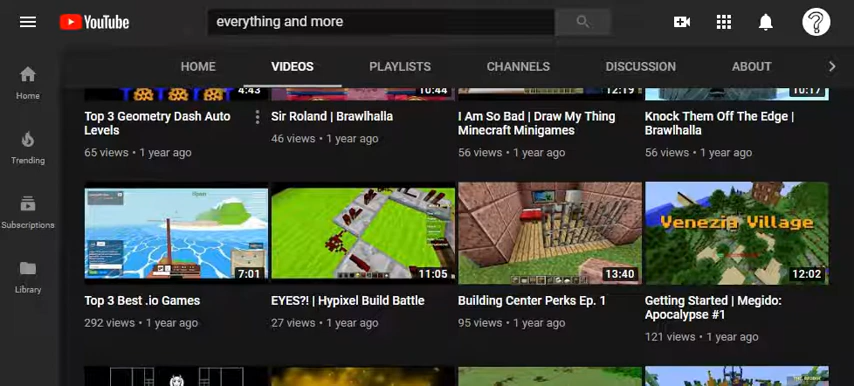 YouTube
everything and more
HOME VIDEOS PLAYLISTS CHANNELS DISCUSSION ABOUT
4:43 10:44 12:19 10:17
Top 3 Geometry Dash Auto
Levels
65 views • 1 year ago
Sir Roland | Brawlhalla
46 views • 1 year ago
I Am So Bad | Draw My Thing
Minecraft Minigames
56 views • 1 year ago
Knock Them Off The Edge |
Brawlhalla
56 views • 1 year ago
Home
Trending
Subscriptions
Library
7:01
Top 3 Best .io Games
292 views • 1 year ago
11:05
EYES?! | Hypixel Build Battle
27 views • 1 year ago
13:40
Building Center Perks Ep. 1
95 views • 1 year ago
Venezia Village
12:02
Getting Started | Megido:
Apocalypse #1
121 views • 1 year ago